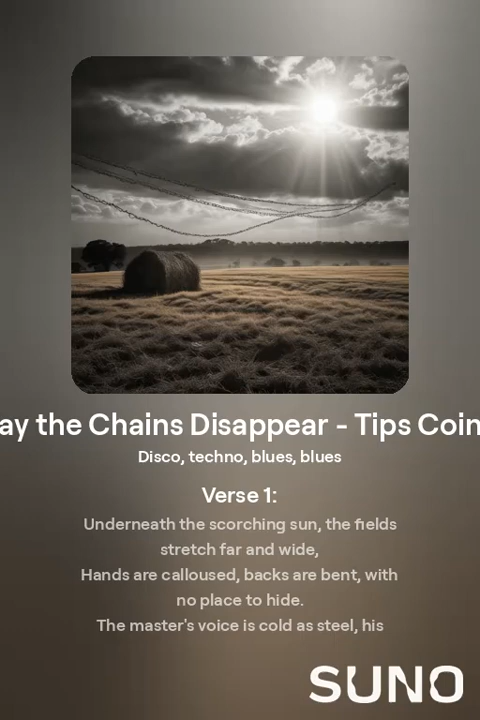 ay the Chains Disappear - Tips Coin
Disco, techno, blues, blues
Verse 1:
Underneath the scorching sun, the fields
stretch far and wide,
Hands are calloused, backs are bent, with
no place to hide.
The master's voice is cold as steel, his
SUNO